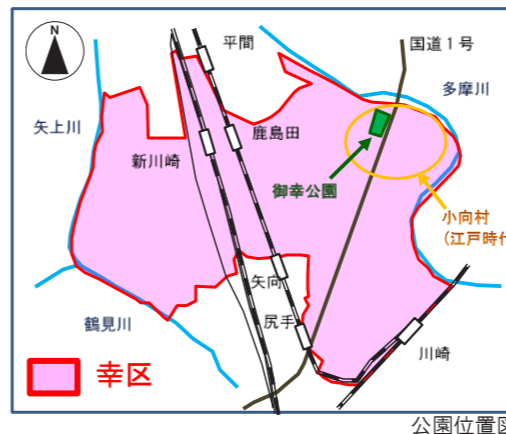 N
平間
国道1号
多摩川
矢上川
新川崎
鹿島田
御幸公園
小向村
(江戸時代
矢向
尻手
鶴見川
川崎
幸区
公園位置図